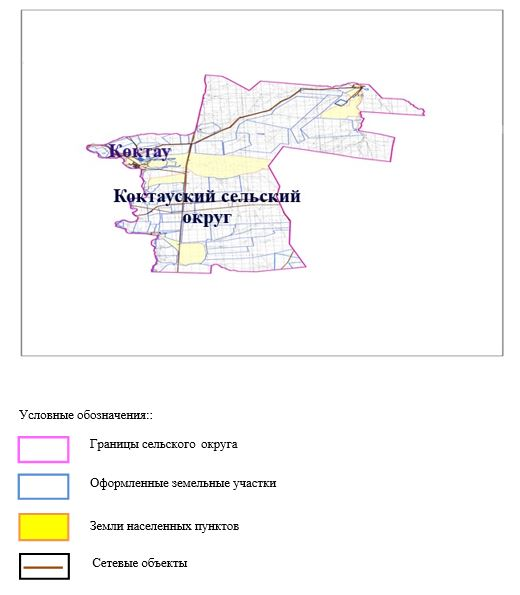 Коктау
Коктауский сельский
округ
Условные обозначения::
Границы сельского округа
Оформленные земельные участки
Земли населенных пунктов
Сетевые объекты